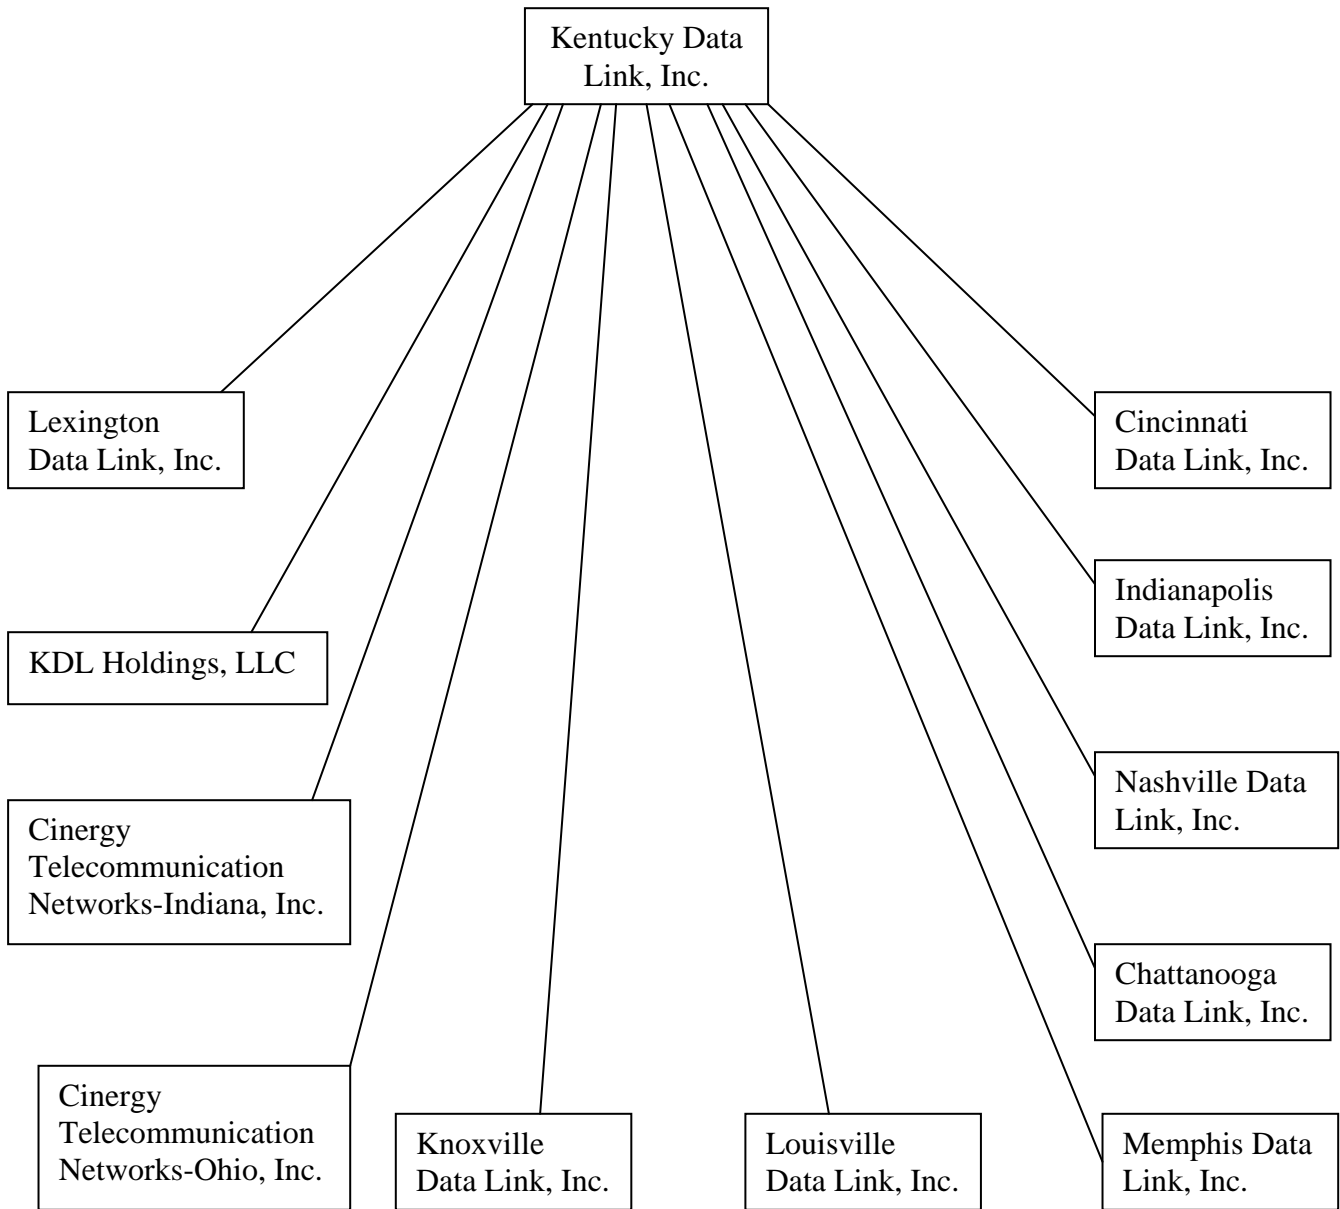 Kentucky Data
Link, Inc.
Lexington
Data Link, Inc.
Cincinnati
Data Link, Inc.
Indianapolis
Data Link, Inc.
KDL Holdings, LLC
Nashville Data
Link, Inc.
Cinergy
Telecommunication
Networks-Indiana, Inc.
Chattanooga
Data Link, Inc.
Cinergy
Telecommunication
Networks-Ohio, Inc.
Knoxville
Data Link, Inc.
Louisville
Data Link, Inc.
Memphis Data
Link, Inc.